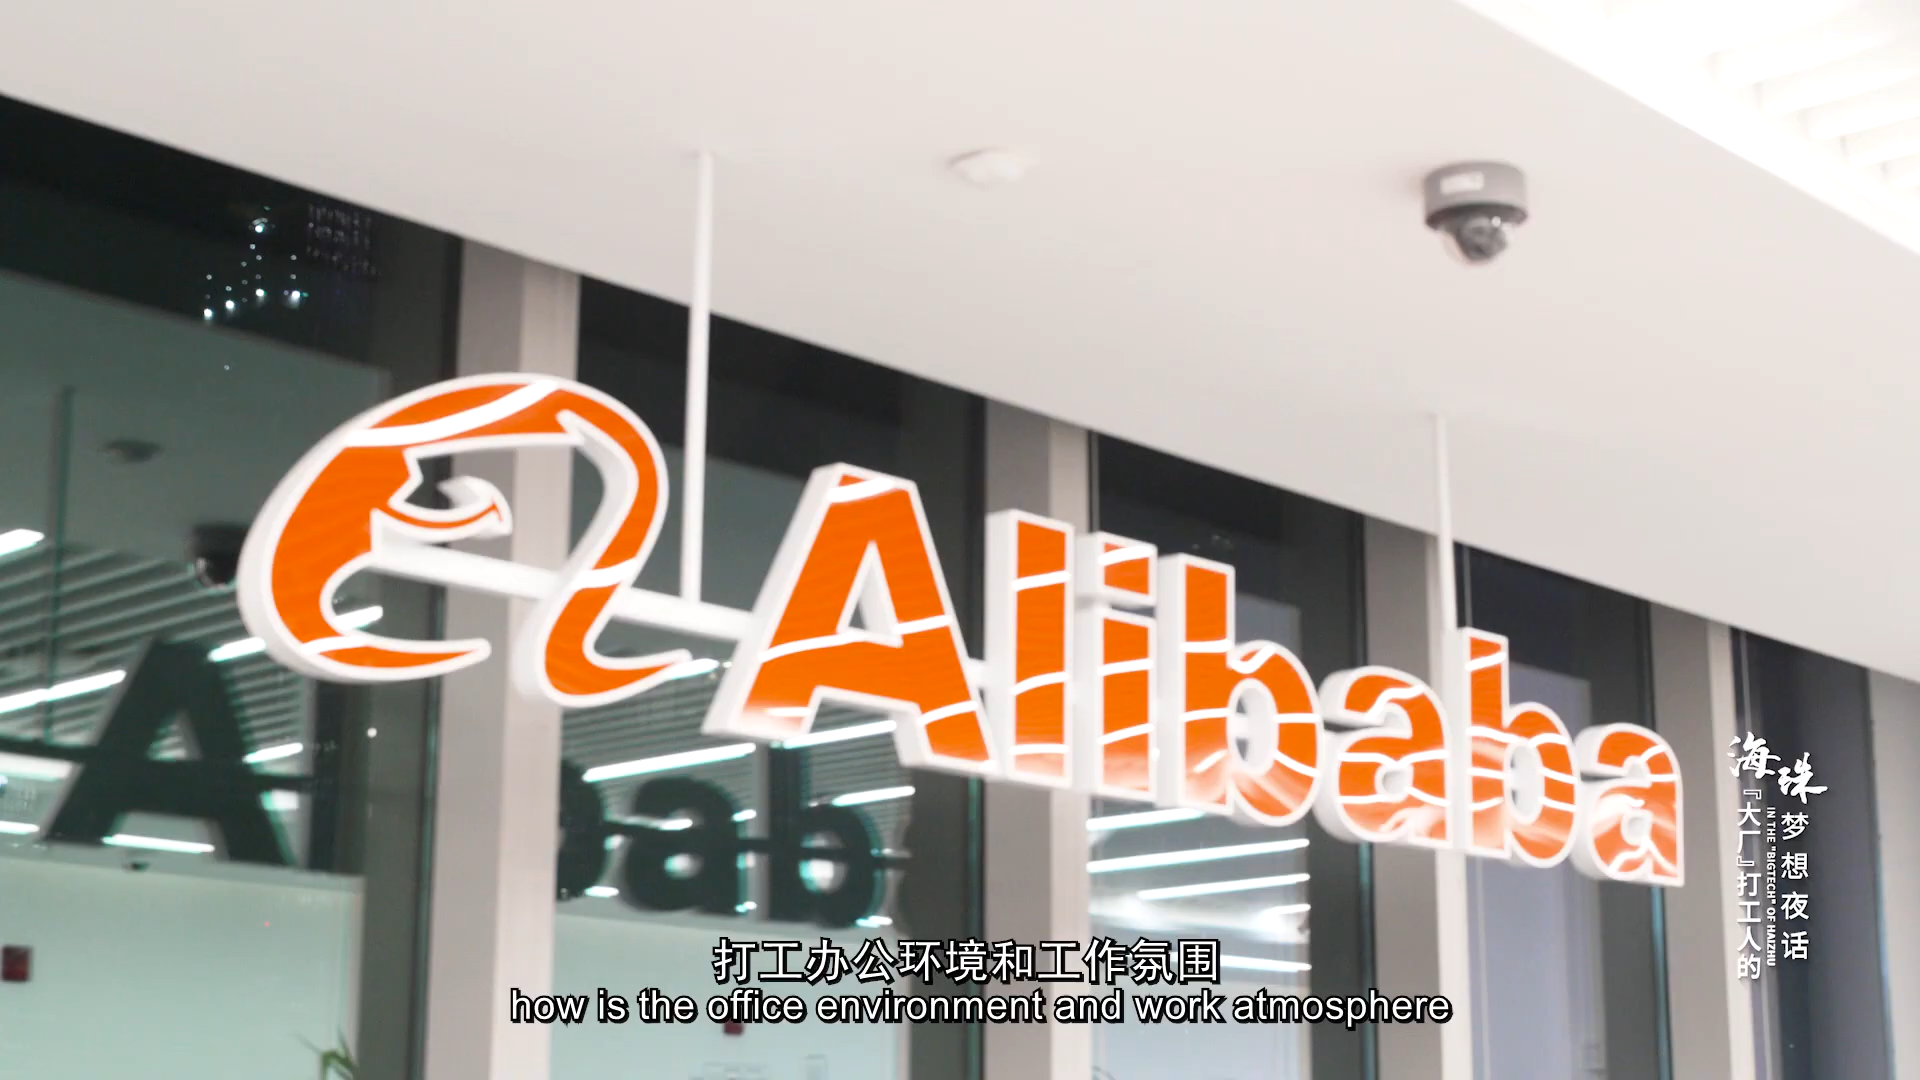 Alibaba
海珠
梦想夜话
IN THE "BIGTECH" OF HAIZHU
『大厂』打工人的
打工办公环境和工作氛围
how is the office environment and work atmosphere